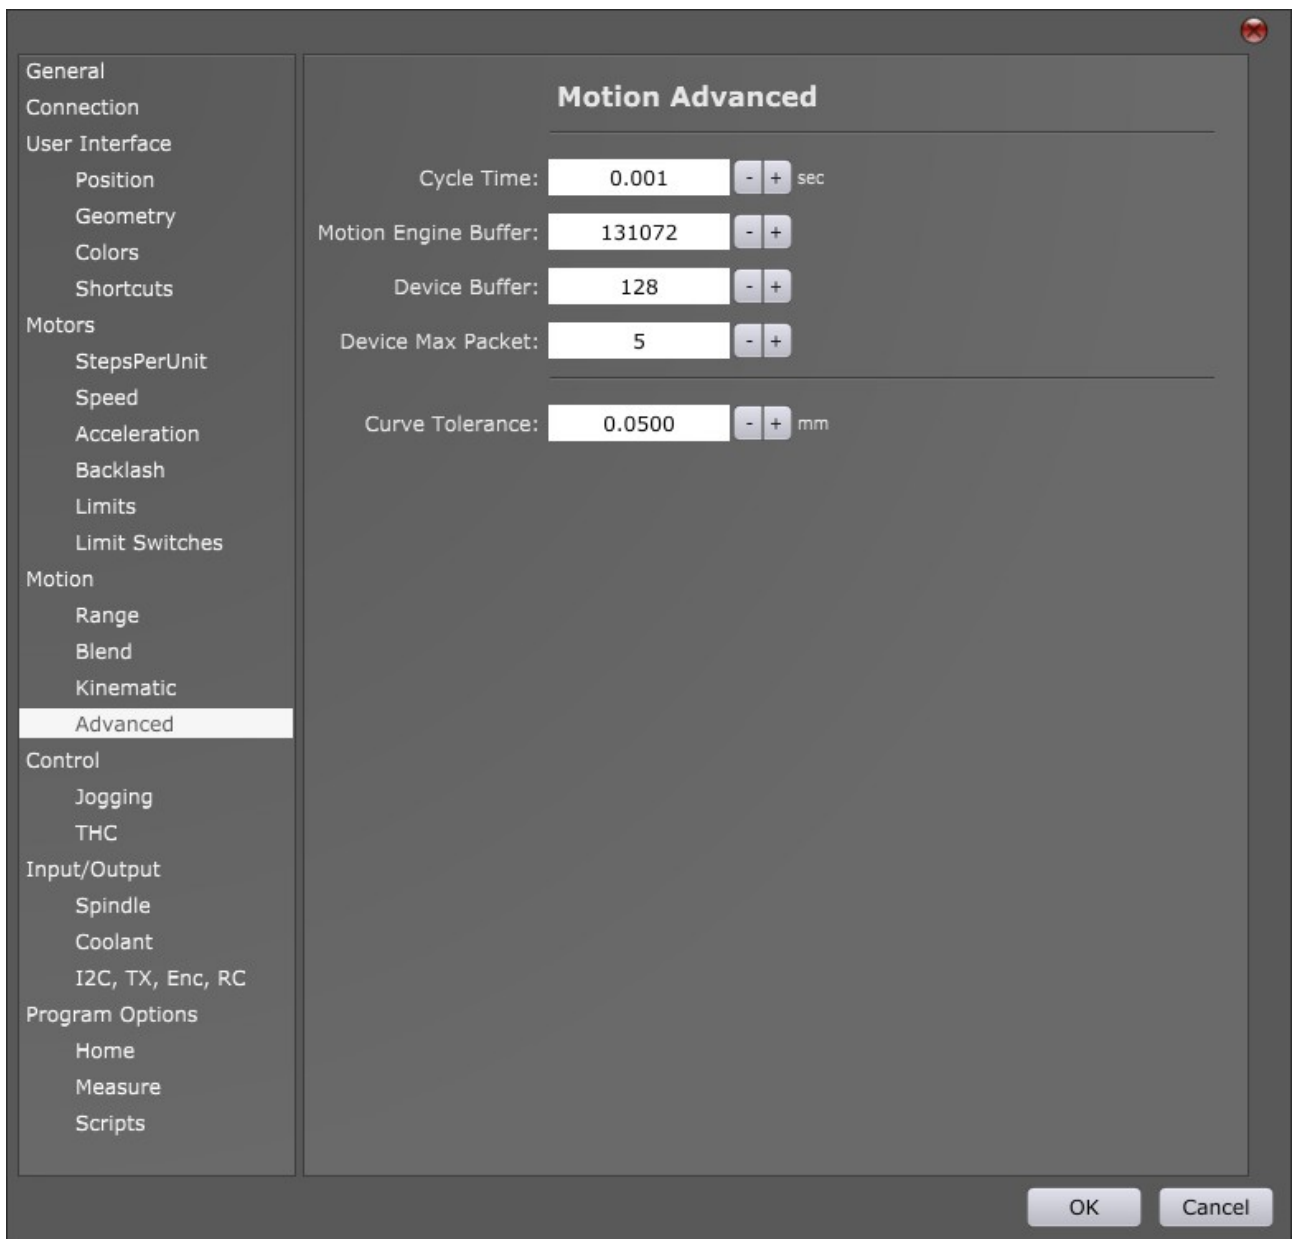 General
Connection
User Interface
Position
Geometry
Colors
Shortcuts
Motors
StepsPerUnit
Speed
Acceleration
Backlash
Limits
Limit Switches
Motion
Range
Blend
Kinematic
Advanced
Control
Jogging
THC
Input/Output
Spindle
Coolant
I2C, TX, Enc, RC
Program Options
Home
Measure
Scripts
Motion Advanced
Cycle Time: 0.001 - + sec
Motion Engine Buffer: 131072 - +
Device Buffer: 128 - +
Device Max Packet: 5 - +
Curve Tolerance: 0.0500 - + mm
OK Cancel